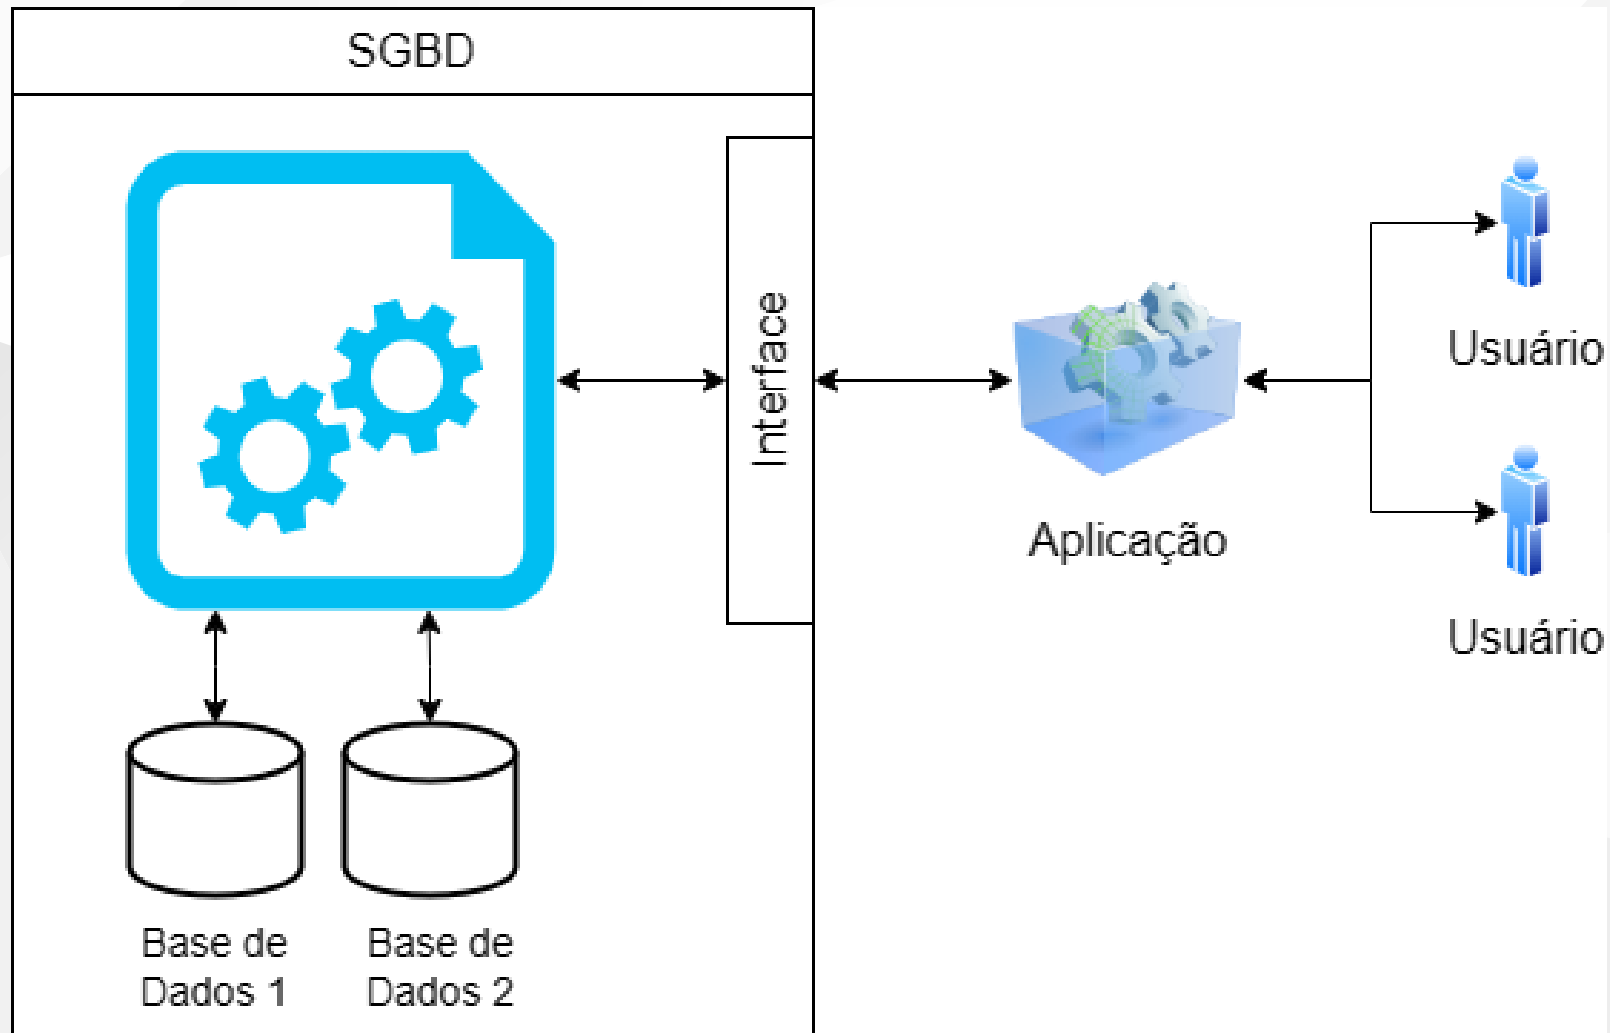 SGBD
Interface
Aplicação
Usuário
Usuário
Base de
Dados 1
Base de
Dados 2